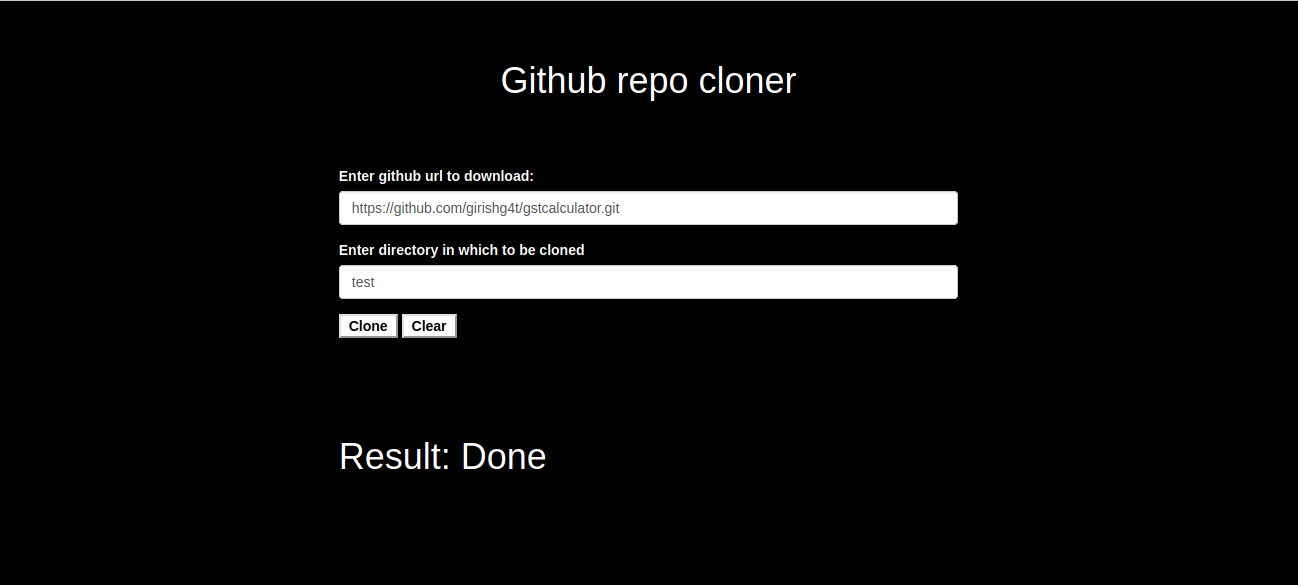 Github repo cloner
Enter github url to download:
https://github.com/girishg4t/gstcalculator.git
Enter directory in which to be cloned
test
Clone Clear
Result: Done